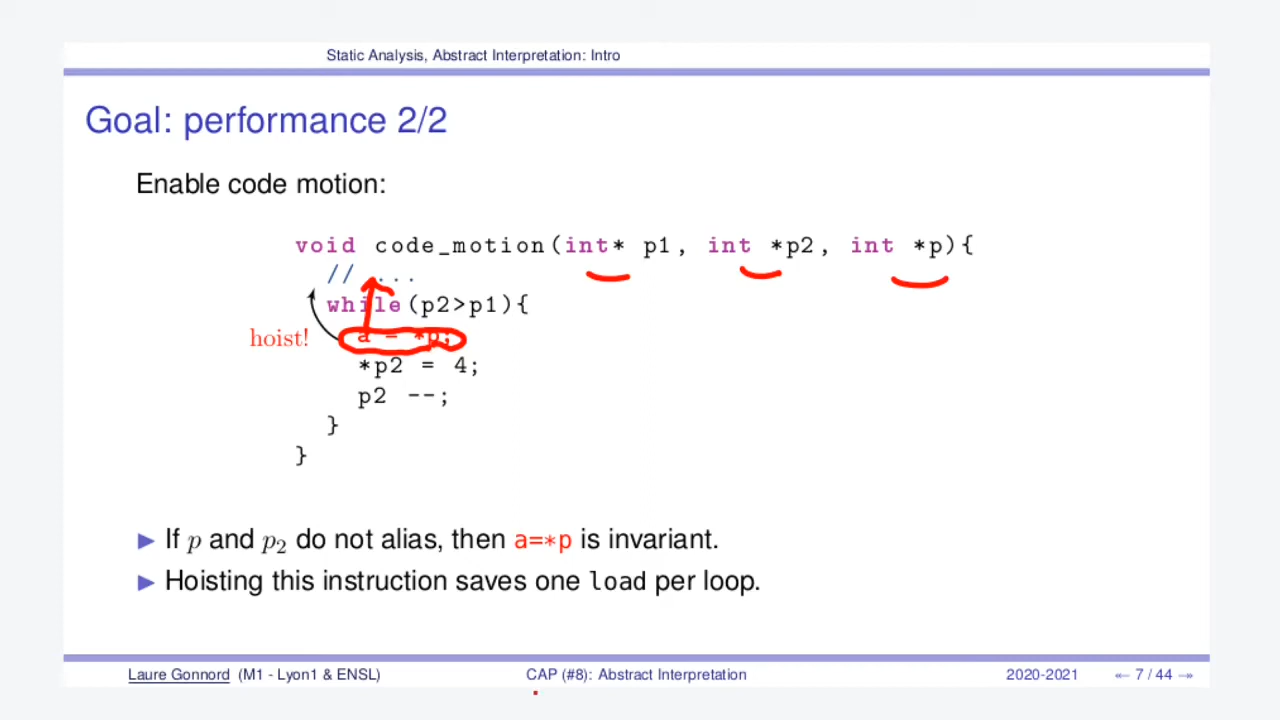 Static Analysis, Abstract Interpretation: Intro
Goal: performance 2/2
Enable code motion:
void code_motion(int* p1, int *p2, int *p){
// ...
while(p2>p1){
hoist! a = *p;
*p2 = 4;
p2 --;
}
}
▶ If p and p₂ do not alias, then a=*p is invariant.
▶ Hoisting this instruction saves one load per loop.
Laure Gonnord (M1 - Lyon1 & ENSL) CAP (#8): Abstract Interpretation 2020-2021 ← 7 / 44 →